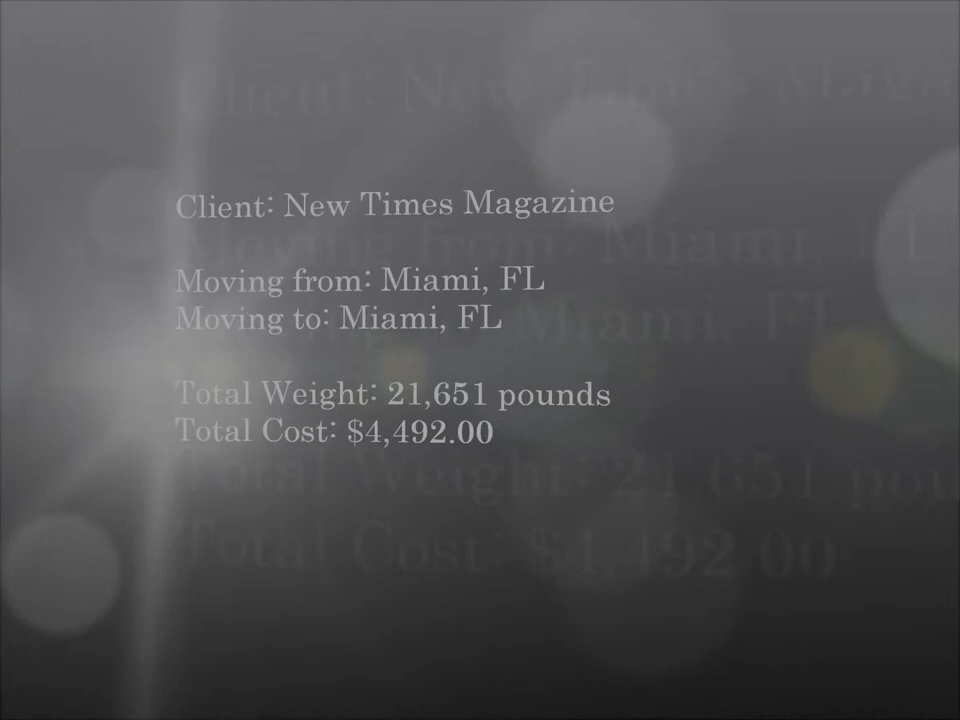 Client: New Times Magazine
Moving from: Miami, FL
Moving to: Miami, FL
Total Weight: 21,651 pounds
Total Cost: $4,492.00